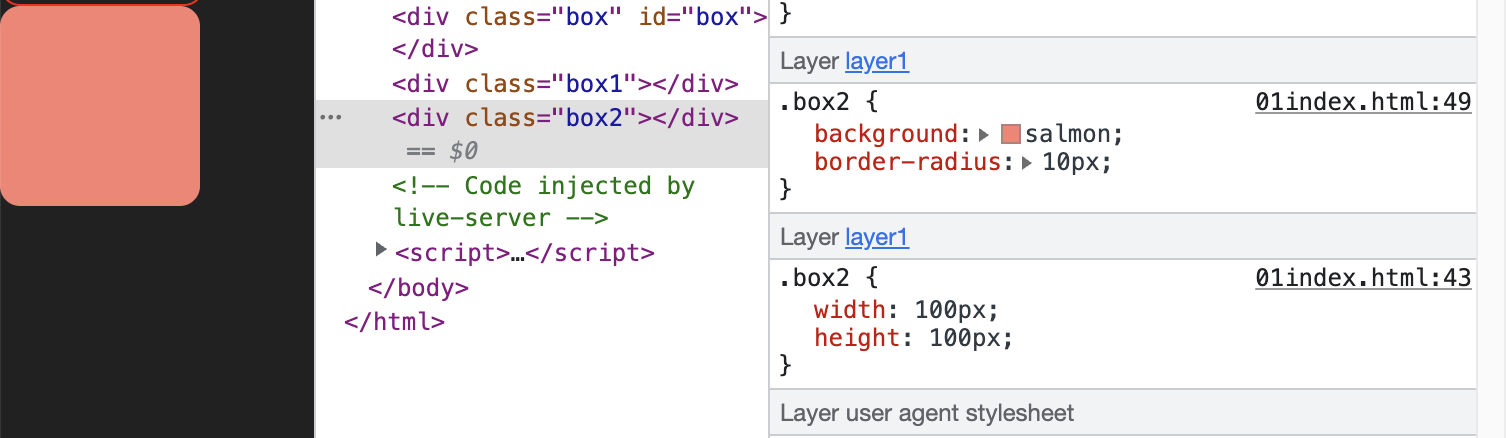 <div class="box" id="box">
</div>
<div class="box1"></div>
… <div class="box2"></div>
== $0
<!-- Code injected by
live-server -->
<script>…</script>
</body>
</html>
}
Layer layer1
.box2 { 01index.html:49
background: salmon;
border-radius: 10px;
}
Layer layer1
.box2 { 01index.html:43
width: 100px;
height: 100px;
}
Layer user agent stylesheet